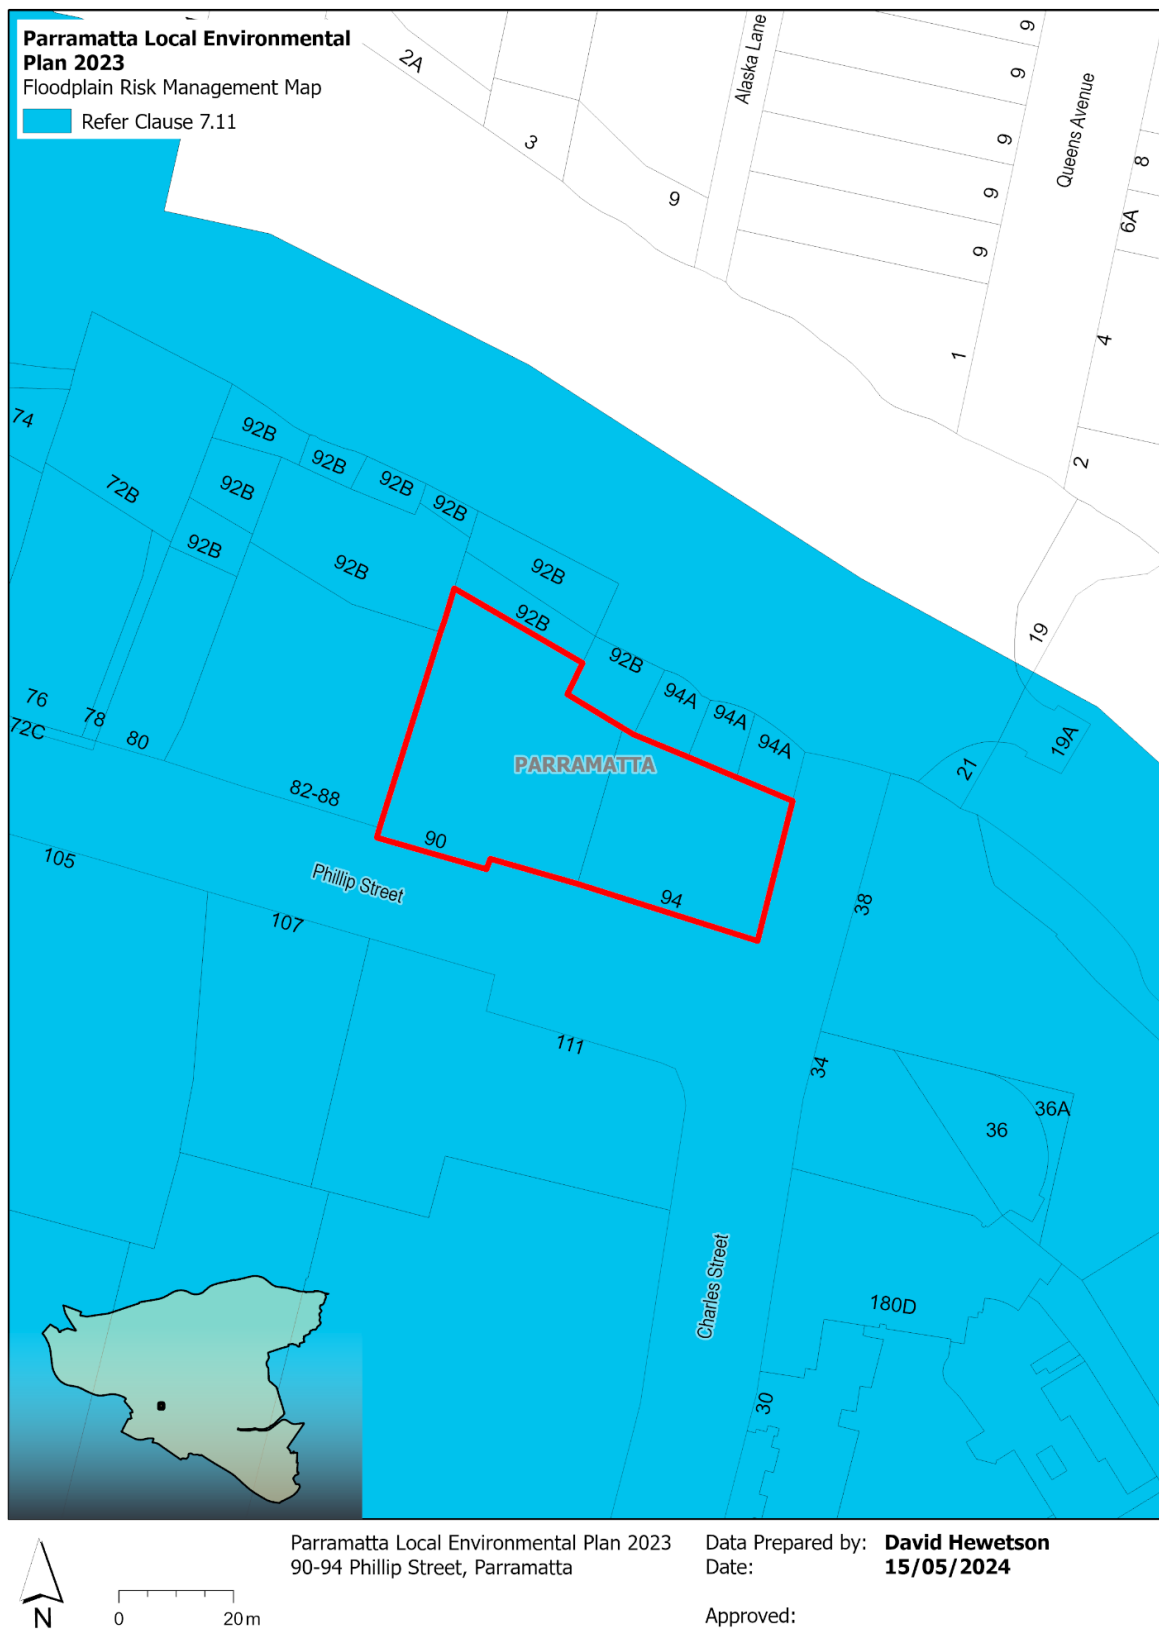 Parramatta Local Environmental
Plan 2023
Floodplain Risk Management Map
Refer Clause 7.11
2A
3
9
Alaska Lane
9
9
9
9
9
Queens Avenue
8
6A
4
1
2
74
72B
92B
92B
92B
92B
92B
92B
92B
92B
92B
92B
94A
94A
94A
19
19A
21
76
72C
78
80
82-88
PARRAMATTA
90
94
38
105
Phillip Street
107
111
34
36A
36
Charles Street
180D
30
N
0 20m
Parramatta Local Environmental Plan 2023
90-94 Phillip Street, Parramatta
Data Prepared by: David Hewetson
Date: 15/05/2024
Approved: